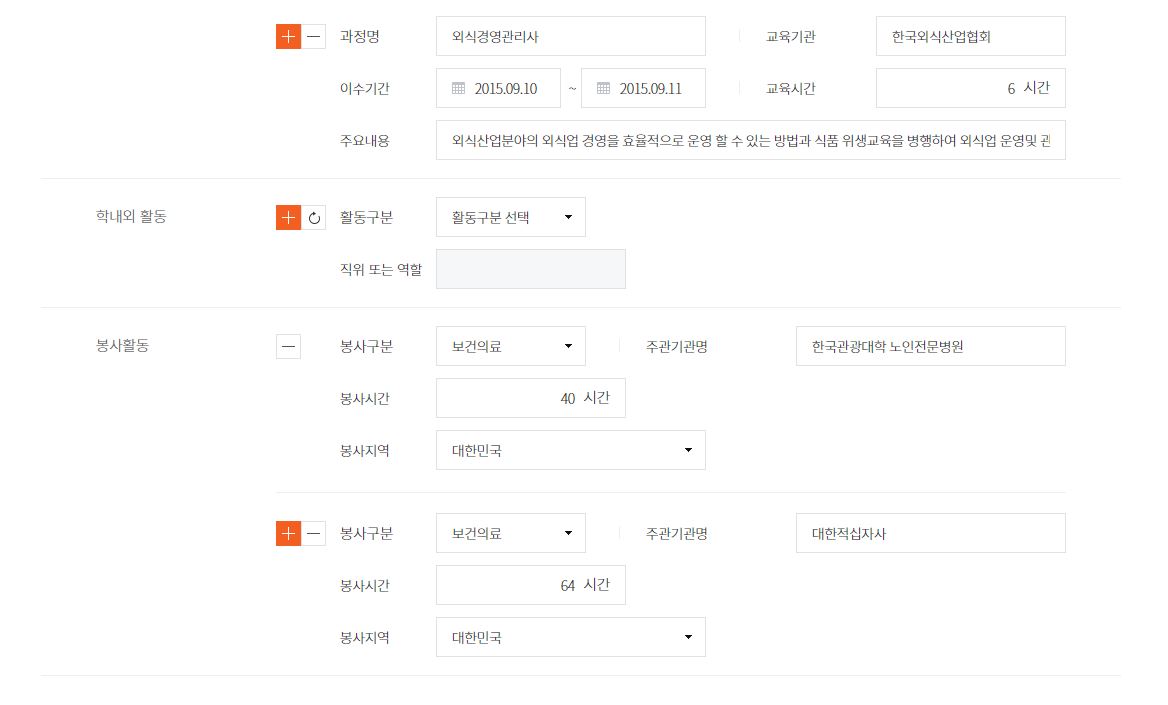 과정명 외식경영관리사 교육기관 한국외식산업협회
이수기간 2015.09.10 ~ 2015.09.11 교육시간 6 시간
주요내용 외식산업분야의 외식업 경영을 효율적으로 운영 할 수 있는 방법과 식품 위생교육을 병행하여 외식업 운영및 관
학내외 활동 활동구분 활동구분 선택
직위 또는 역할
봉사활동 봉사구분 보건의료 주관기관명 한국관광대학 노인전문병원
봉사시간 40 시간
봉사지역 대한민국
봉사구분 보건의료 주관기관명 대한적십자사
봉사시간 64 시간
봉사지역 대한민국